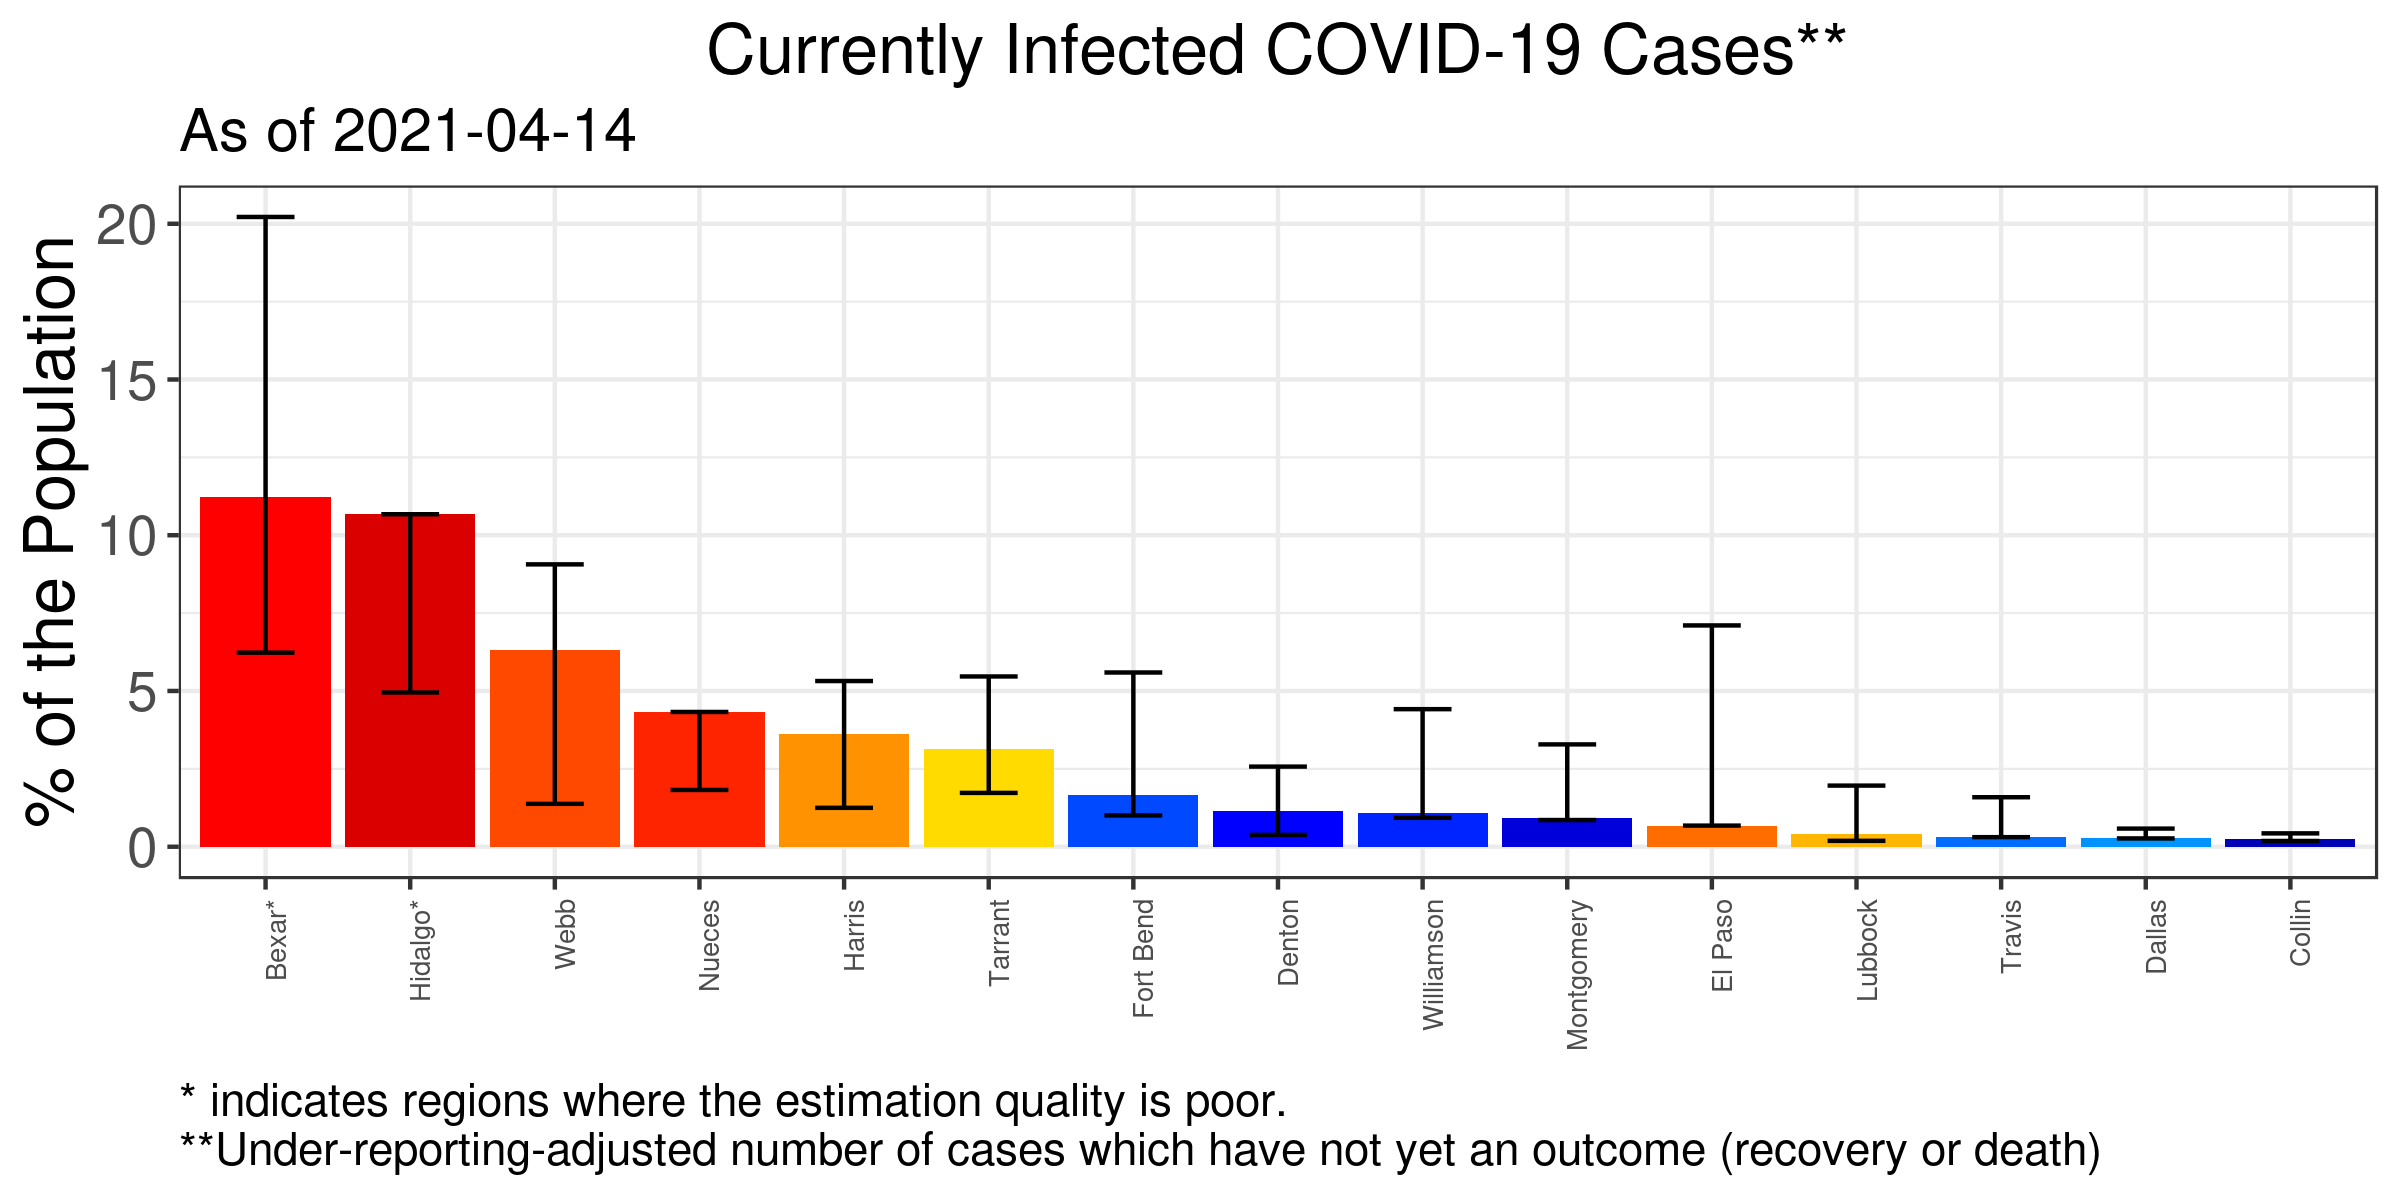 Currently Infected COVID-19 Cases**
As of 2021-04-14
% of the Population
20
15
10
5
0
Bexar*
Hidalgo*
Webb
Nueces
Harris
Tarrant
Fort Bend
Denton
Williamson
Montgomery
El Paso
Lubbock
Travis
Dallas
Collin
* indicates regions where the estimation quality is poor.
**Under-reporting-adjusted number of cases which have not yet an outcome (recovery or death)